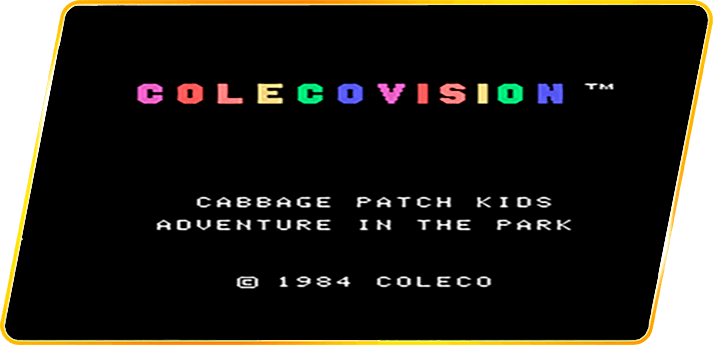 COLECOVISION™
CABBAGE PATCH KIDS
ADVENTURE IN THE PARK
© 1984 COLECO